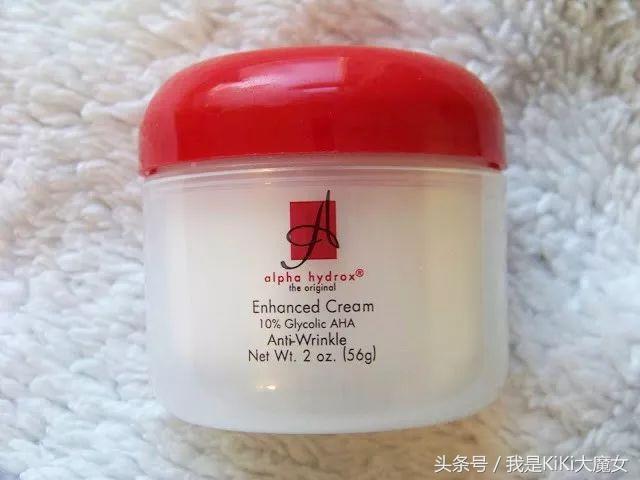 A
alpha hydrox®
the original
Enhanced Cream
10% Glycolic AHA
Anti-Wrinkle
Net Wt. 2 oz. (56g)
头条号 / 我是KiKi大魔女